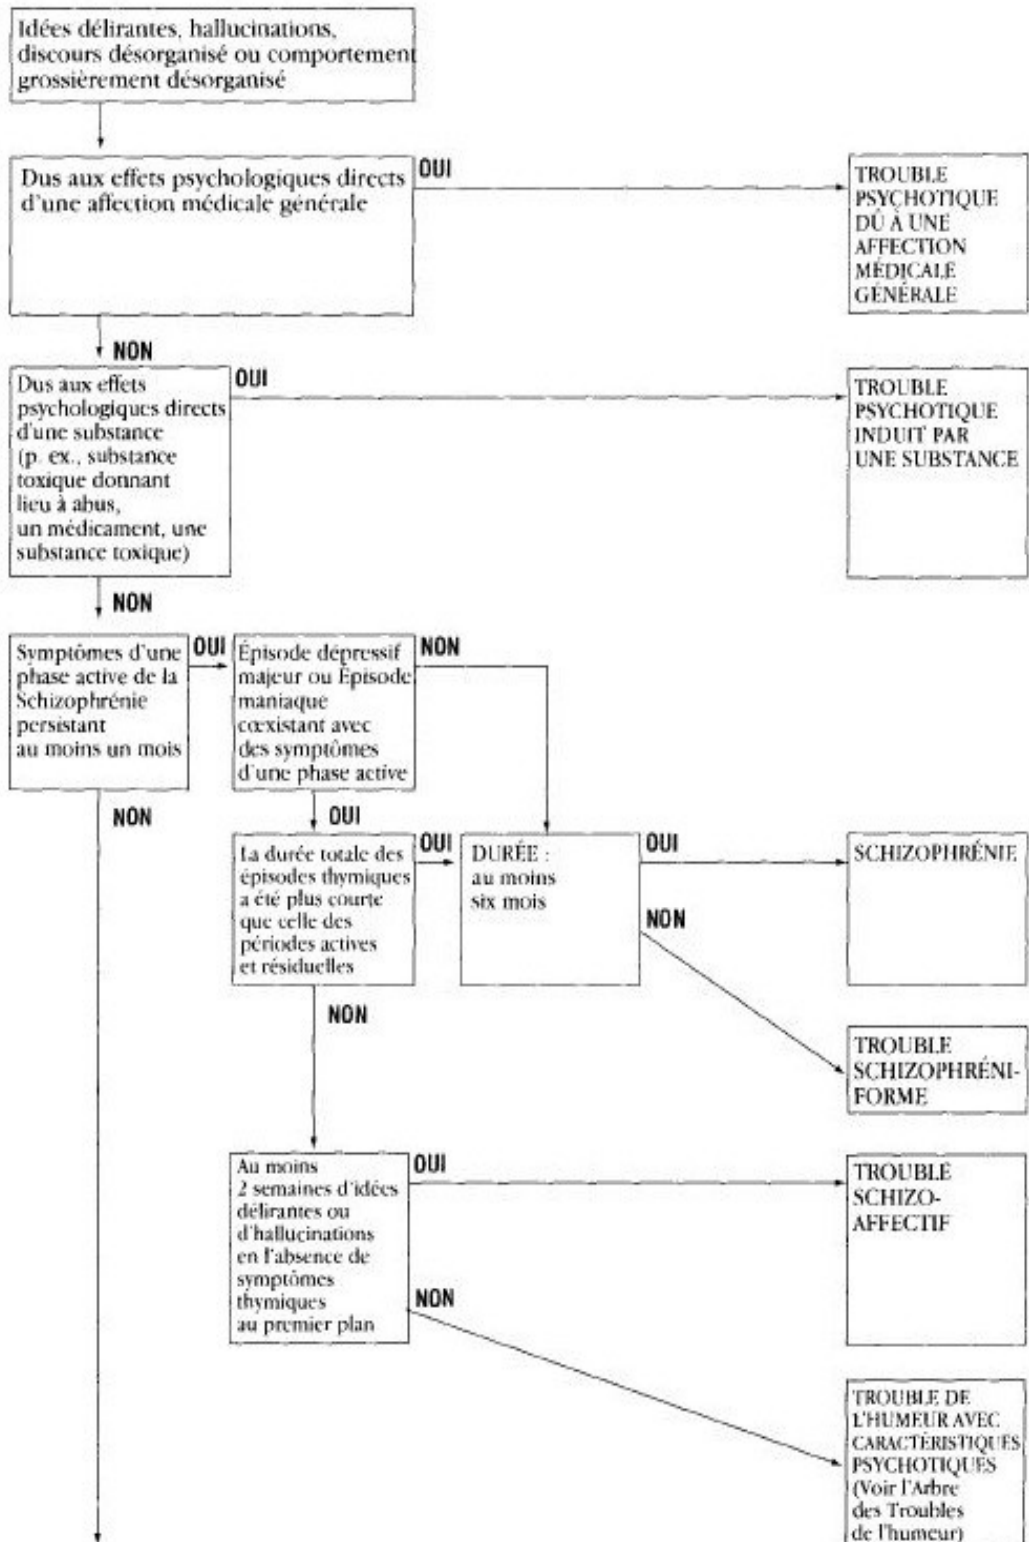 Idées délirantes, hallucinations,
discours désorganisé ou comportement
grossièrement désorganisé
Dus aux effets psychologiques directs
d'une affection médicale générale
OUI
TROUBLE
PSYCHOTIQUE
DÛ À UNE
AFFECTION
MÉDICALE
GÉNÉRALE
NON
Dus aux effets
psychologiques directs
d'une substance
(p. ex., substance
toxique donnant
lieu à abus,
un médicament, une
substance toxique)
OUI
TROUBLE
PSYCHOTIQUE
INDUIT PAR
UNE SUBSTANCE
NON
Symptômes d'une
phase active de la
Schizophrénie
persistant
au moins un mois
OUI
Épisode dépressif
majeur ou Épisode
maniaque
cœxistant avec
des symptômes
d'une phase active
NON
NON
OUI
La durée totale des
épisodes thymiques
a été plus courte
que celle des
périodes actives
et résiduelles
OUI
DURÉE :
au moins
six mois
OUI
SCHIZOPHRÉNIE
NON
NON
TROUBLE
SCHIZOPHRÉNI-
FORME
Au moins
2 semaines d'idées
délirantes ou
d'hallucinations
en l'absence de
symptômes
thymiques
au premier plan
OUI
TROUBLE
SCHIZO-
AFFECTIF
NON
TROUBLE DE
L'HUMEUR AVEC
CARACTÉRISTIQUES
PSYCHOTIQUES
(Voir l'Arbre
des Troubles
de l'humeur)